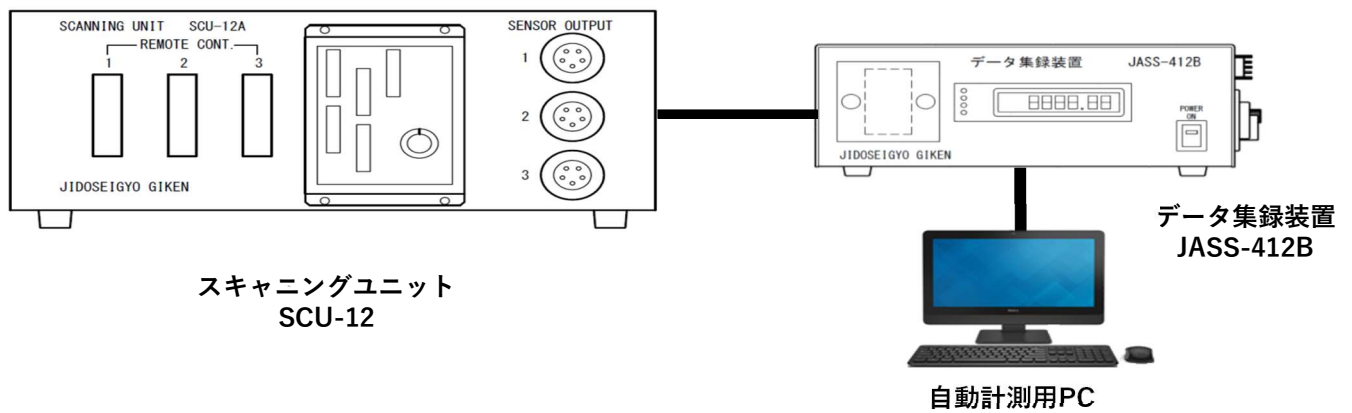 SCANNING UNIT SCU-12A
REMOTE CONT.
1 2 3
JIDOSEIGYO GIKEN
SENSOR OUTPUT
1
2
3
データ集録装置 JASS-412B
8888.88
POWER
ON
JIDOSEIGYO GIKEN
スキャニングユニット
SCU-12
データ集録装置
JASS-412B
自動計測用PC